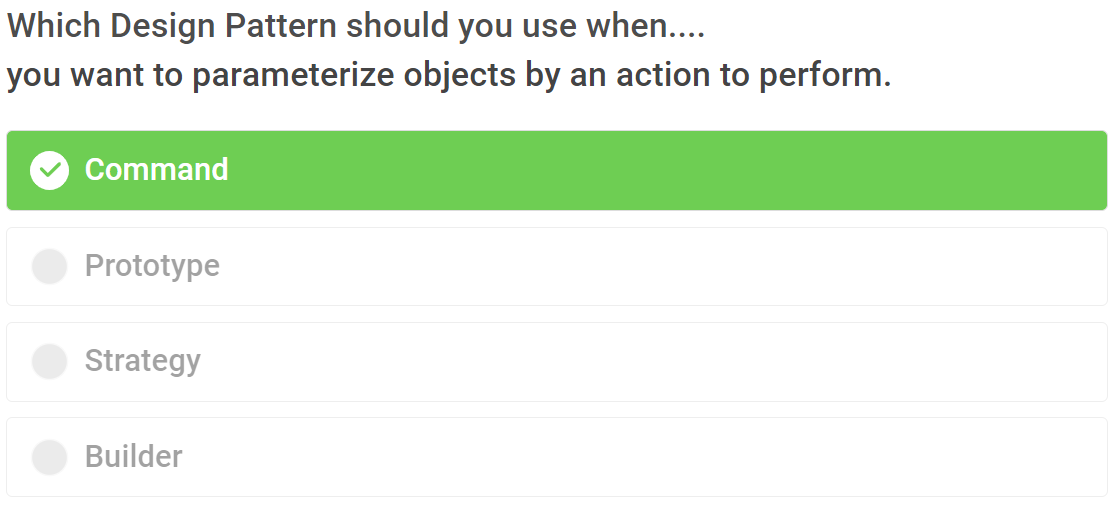 Which Design Pattern should you use when....
you want to parameterize objects by an action to perform.
Command
Prototype
Strategy
Builder